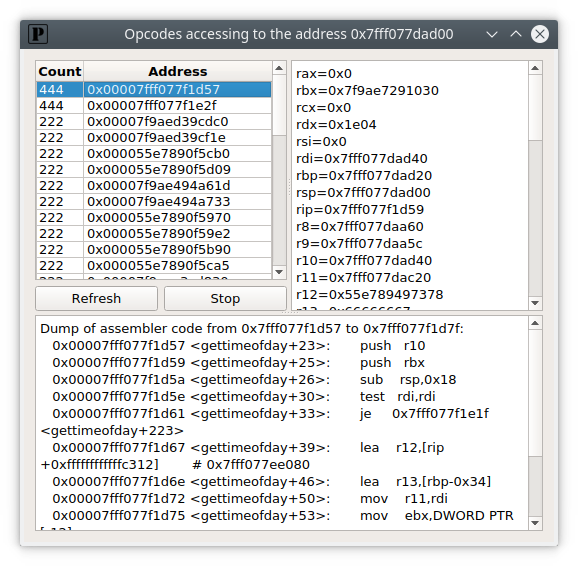 P
Opcodes accessing to the address 0x7fff077dad00
Count Address
444 0x00007fff077f1d57
444 0x00007fff077f1e2f
222 0x00007f9aed39cdc0
222 0x00007f9aed39cf1e
222 0x000055e7890f5cb0
222 0x000055e7890f5d09
222 0x00007f9ae494a61d
222 0x00007f9ae494a733
222 0x000055e7890f5970
222 0x000055e7890f59e2
222 0x000055e7890f5b90
222 0x000055e7890f5ca5
Refresh
Stop
rax=0x0
rbx=0x7f9ae7291030
rcx=0x0
rdx=0x1e04
rsi=0x0
rdi=0x7fff077dad40
rbp=0x7fff077dad20
rsp=0x7fff077dad00
rip=0x7fff077f1d59
r8=0x7fff077daa60
r9=0x7fff077daa5c
r10=0x7fff077dad40
r11=0x7fff077dac20
r12=0x55e789497378
Dump of assembler code from 0x7fff077f1d57 to 0x7fff077f1d7f:
0x00007fff077f1d57 <gettimeofday+23>: push r10
0x00007fff077f1d59 <gettimeofday+25>: push rbx
0x00007fff077f1d5a <gettimeofday+26>: sub rsp,0x18
0x00007fff077f1d5e <gettimeofday+30>: test rdi,rdi
0x00007fff077f1d61 <gettimeofday+33>: je 0x7fff077f1e1f
<gettimeofday+223>
0x00007fff077f1d67 <gettimeofday+39>: lea r12,[rip
+0xffffffffffffc312] # 0x7fff077ee080
0x00007fff077f1d6e <gettimeofday+46>: lea r13,[rbp-0x34]
0x00007fff077f1d72 <gettimeofday+50>: mov r11,rdi
0x00007fff077f1d75 <gettimeofday+53>: mov ebx,DWORD PTR